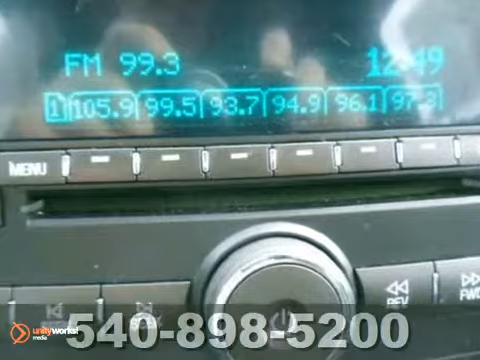 FM 99.3 12:49
1 105.9 99.5 93.7 94.9 96.1 97.3
MENU
REV FWD
SEEK
unityworks!
media
540-898-5200